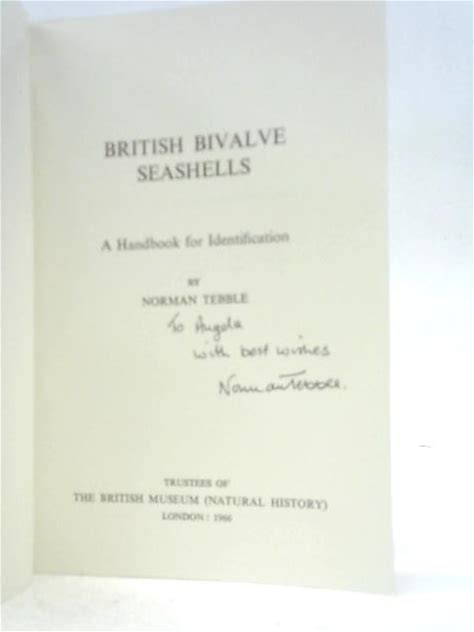 BRITISH BIVALVE
SEASHELLS
A Handbook for Identification
BY
NORMAN TEBBLE
To Angela
with best wishes
Norman Tebble.
TRUSTEES OF
THE BRITISH MUSEUM (NATURAL HISTORY)
LONDON: 1966